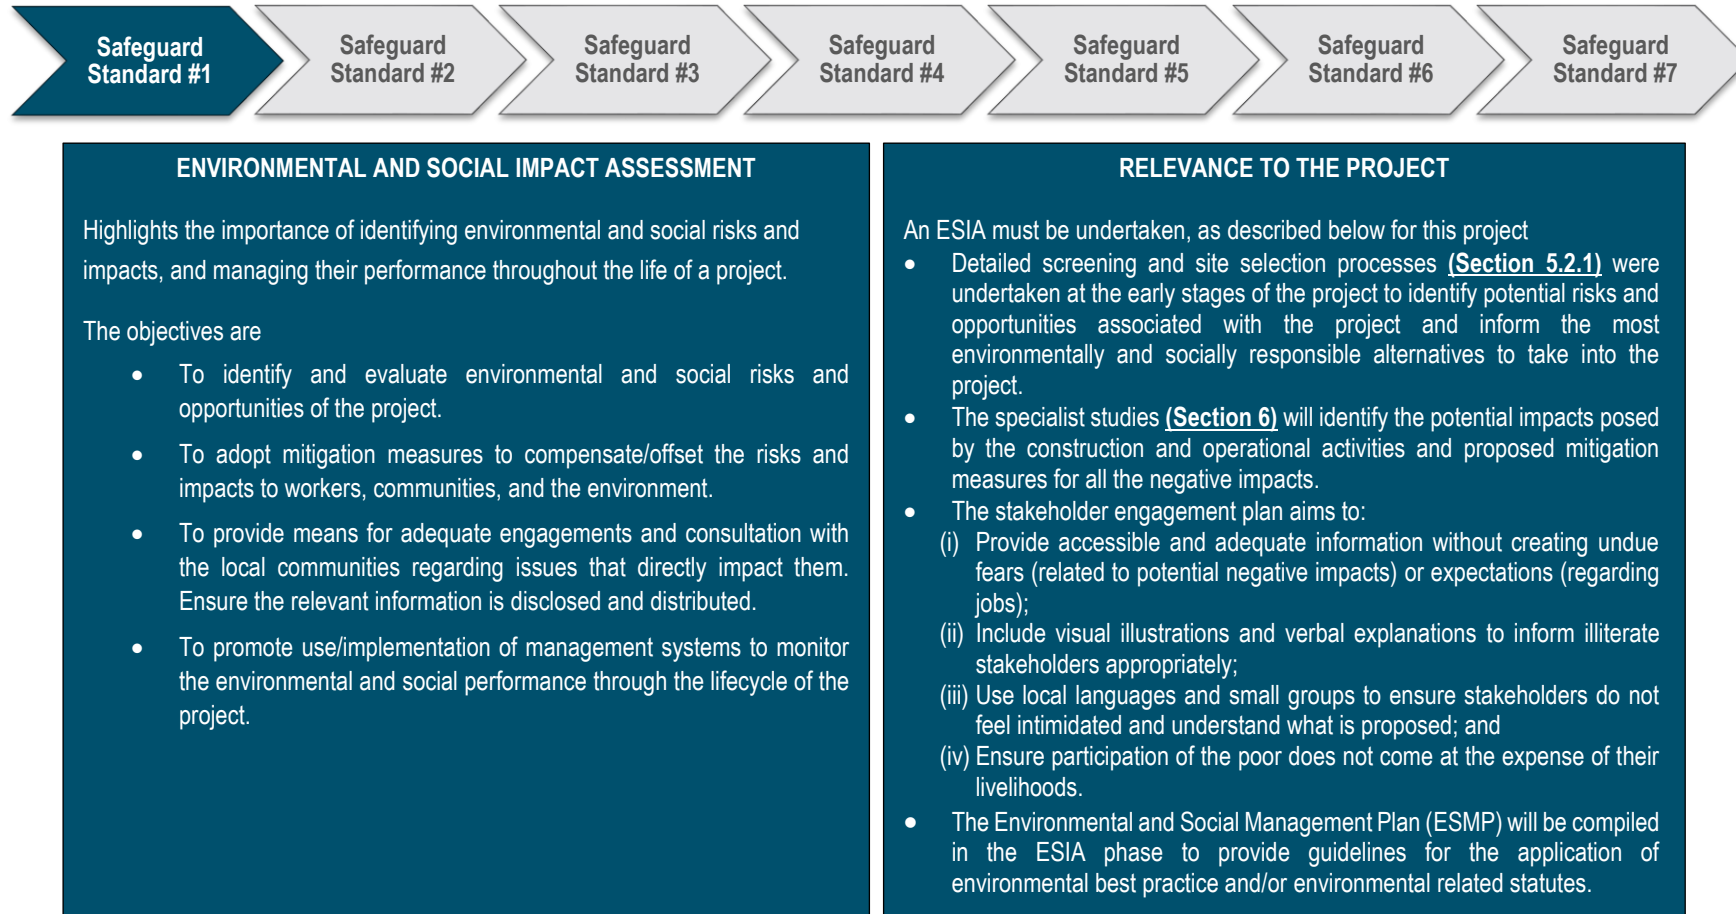 Safeguard
Standard #1
Safeguard
Standard #2
Safeguard
Standard #3
Safeguard
Standard #4
Safeguard
Standard #5
Safeguard
Standard #6
Safeguard
Standard #7
ENVIRONMENTAL AND SOCIAL IMPACT ASSESSMENT
Highlights the importance of identifying environmental and social risks and
impacts, and managing their performance throughout the life of a project.
The objectives are
• To identify and evaluate environmental and social risks and
opportunities of the project.
• To adopt mitigation measures to compensate/offset the risks and
impacts to workers, communities, and the environment.
• To provide means for adequate engagements and consultation with
the local communities regarding issues that directly impact them.
Ensure the relevant information is disclosed and distributed.
• To promote use/implementation of management systems to monitor
the environmental and social performance through the lifecycle of the
project.
RELEVANCE TO THE PROJECT
An ESIA must be undertaken, as described below for this project
• Detailed screening and site selection processes (Section 5.2.1) were
undertaken at the early stages of the project to identify potential risks and
opportunities associated with the project and inform the most
environmentally and socially responsible alternatives to take into the
project.
• The specialist studies (Section 6) will identify the potential impacts posed
by the construction and operational activities and proposed mitigation
measures for all the negative impacts.
• The stakeholder engagement plan aims to:
(i) Provide accessible and adequate information without creating undue
fears (related to potential negative impacts) or expectations (regarding
jobs);
(ii) Include visual illustrations and verbal explanations to inform illiterate
stakeholders appropriately;
(iii) Use local languages and small groups to ensure stakeholders do not
feel intimidated and understand what is proposed; and
(iv) Ensure participation of the poor does not come at the expense of their
livelihoods.
• The Environmental and Social Management Plan (ESMP) will be compiled
in the ESIA phase to provide guidelines for the application of
environmental best practice and/or environmental related statutes.